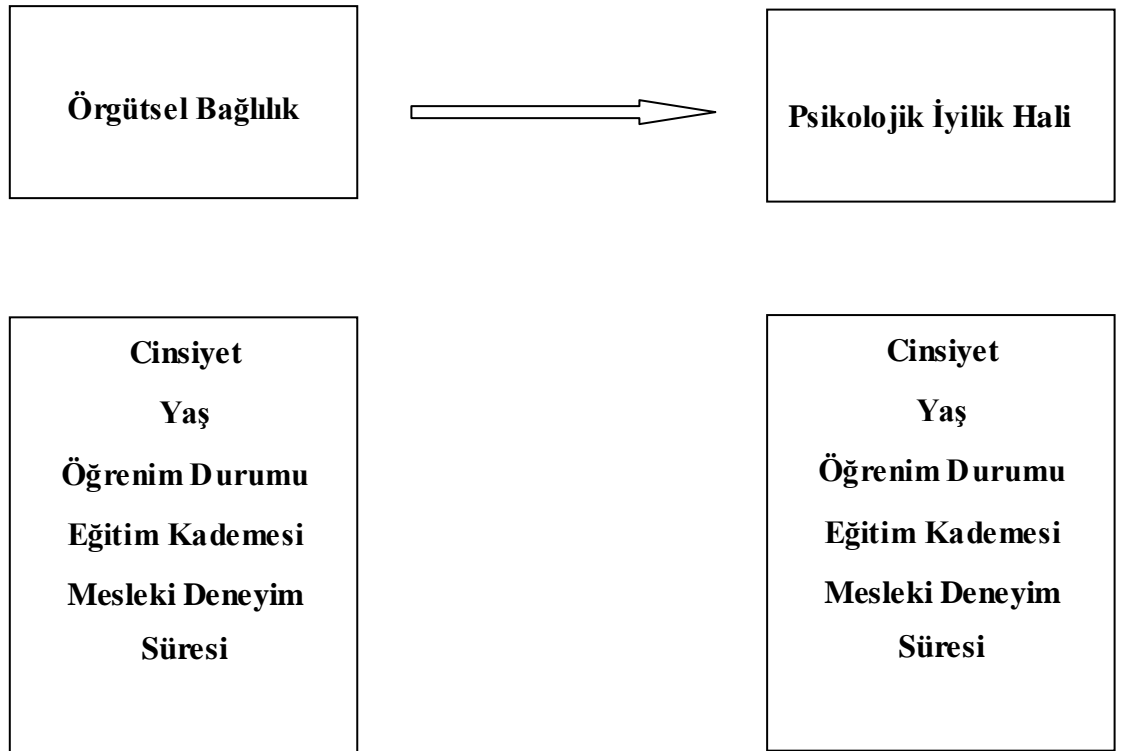 Örgütsel Bağlılık
Psikolojik İyilik Hali
Cinsiyet
Yaş
Öğrenim Durumu
Eğitim Kademesi
Mesleki Deneyim
Süresi
Cinsiyet
Yaş
Öğrenim Durumu
Eğitim Kademesi
Mesleki Deneyim
Süresi